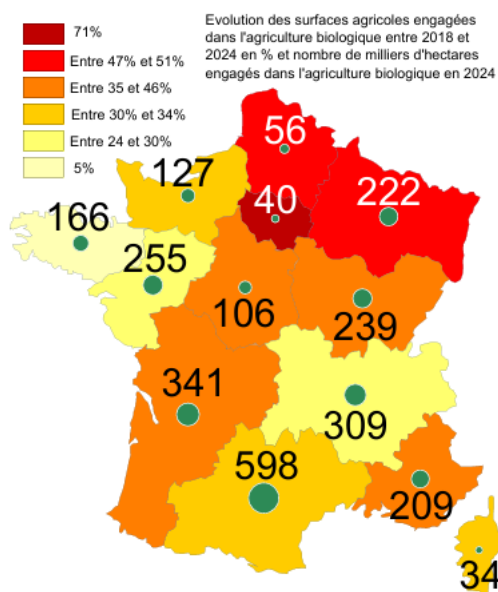 71%
Entre 47% et 51%
Entre 35 et 46%
Entre 30% et 34%
Entre 24 et 30%
5%
Evolution des surfaces agricoles engagées
dans l'agriculture biologique entre 2018 et
2024 en % et nombre de milliers d'hectares
engagés dans l'agriculture biologique en 2024
56
127
40
222
166
255
106
239
341
309
598
209
34